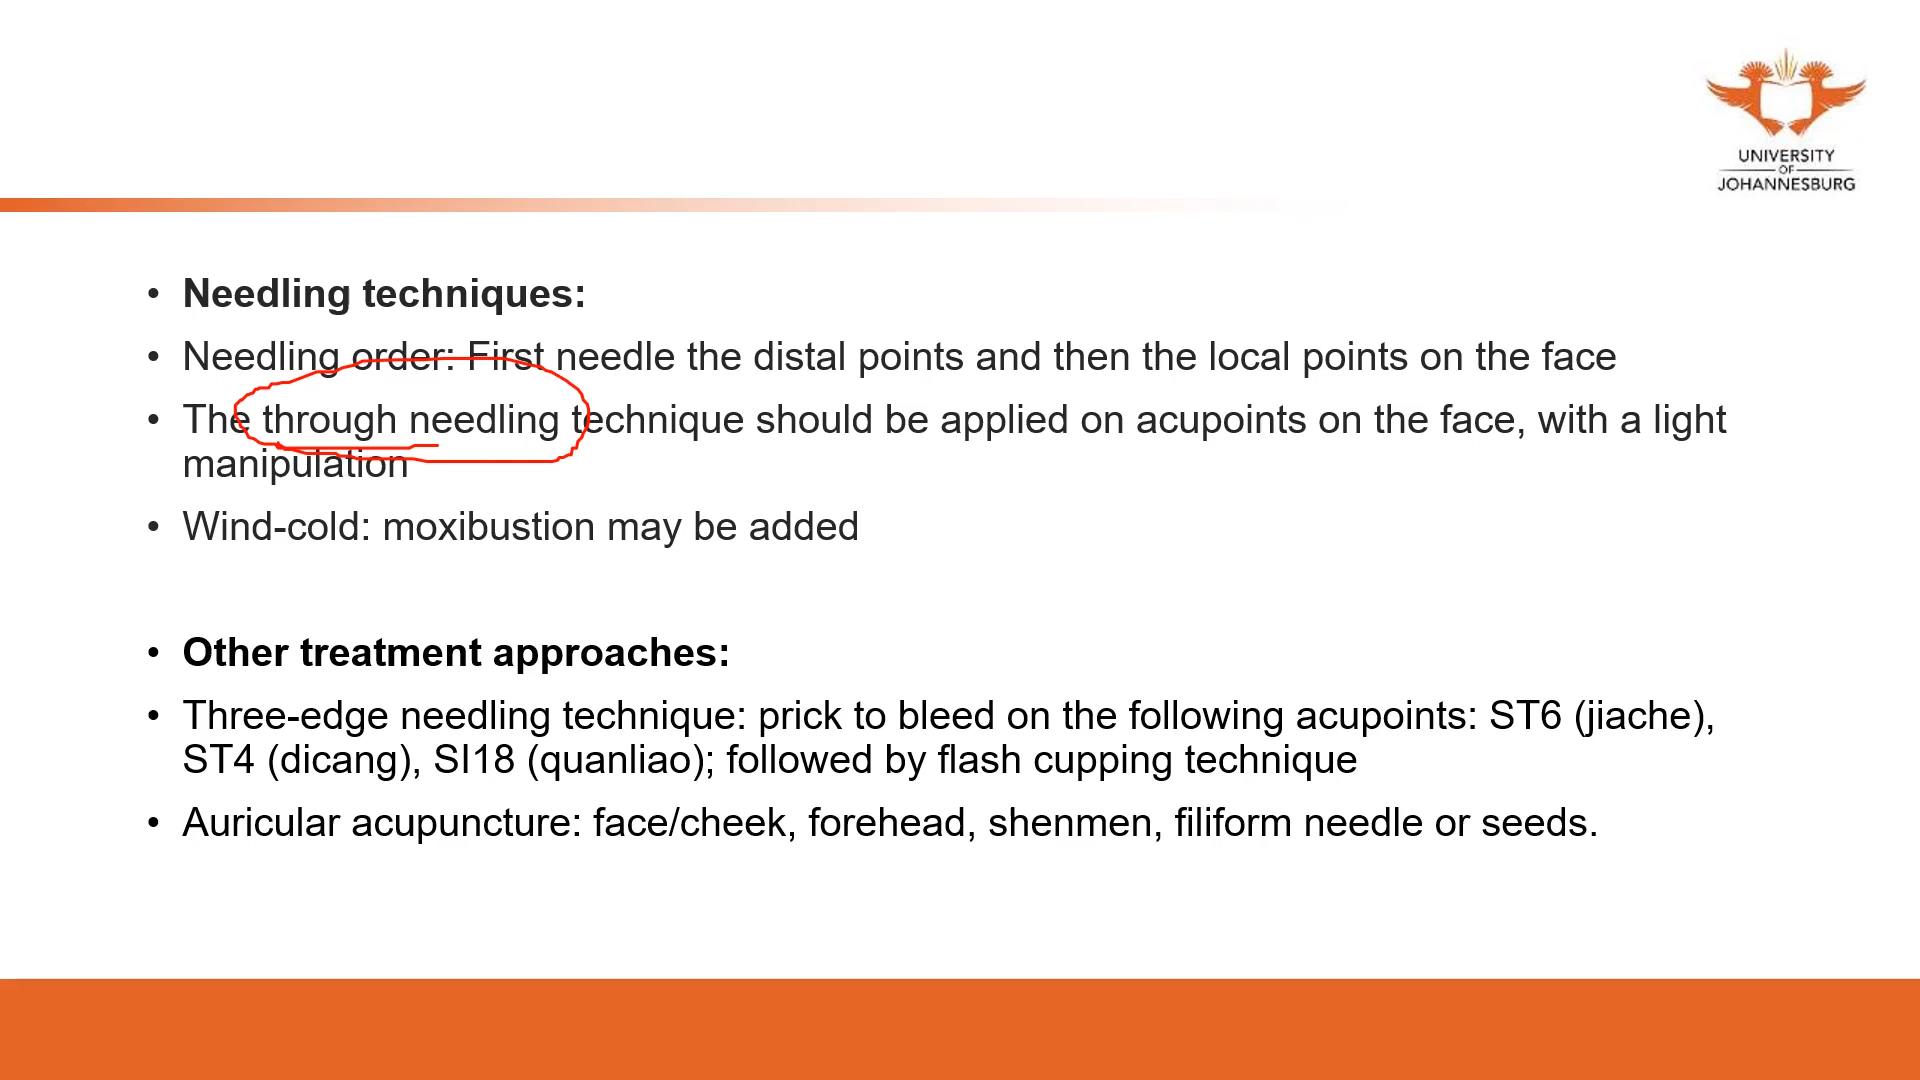 UNIVERSITY
OF
JOHANNESBURG
• Needling techniques:
• Needling order: First needle the distal points and then the local points on the face
• The through needling technique should be applied on acupoints on the face, with a light
manipulation
• Wind-cold: moxibustion may be added
• Other treatment approaches:
• Three-edge needling technique: prick to bleed on the following acupoints: ST6 (jiache),
ST4 (dicang), SI18 (quanliao); followed by flash cupping technique
• Auricular acupuncture: face/cheek, forehead, shenmen, filiform needle or seeds.